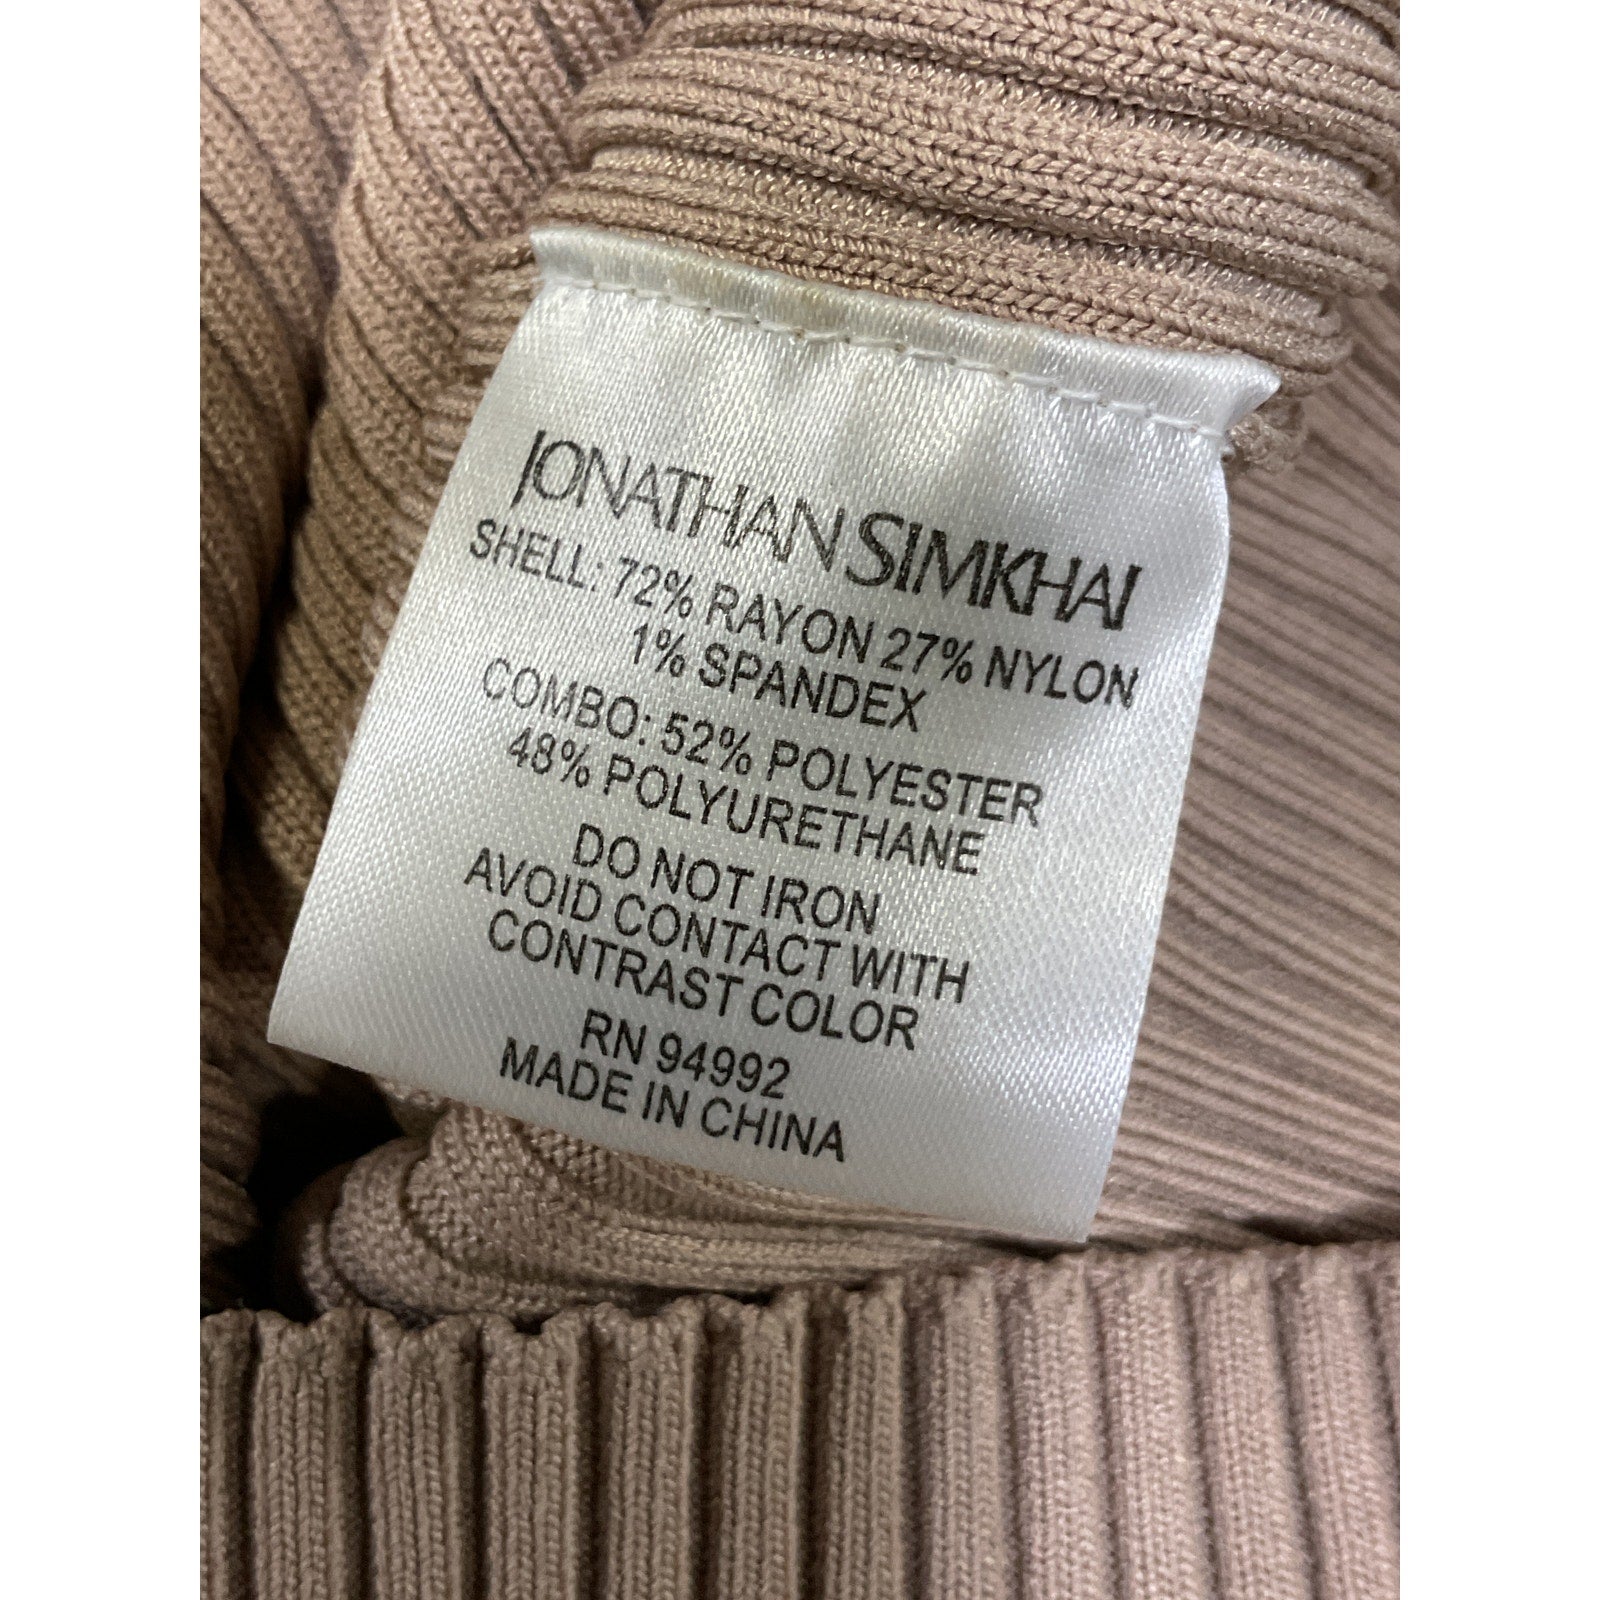 JONATHAN SIMKHAI
SHELL: 72% RAYON 27% NYLON
1% SPANDEX
COMBO: 52% POLYESTER
48% POLYURETHANE
DO NOT IRON
AVOID CONTACT WITH
CONTRAST COLOR
RN 94992
MADE IN CHINA